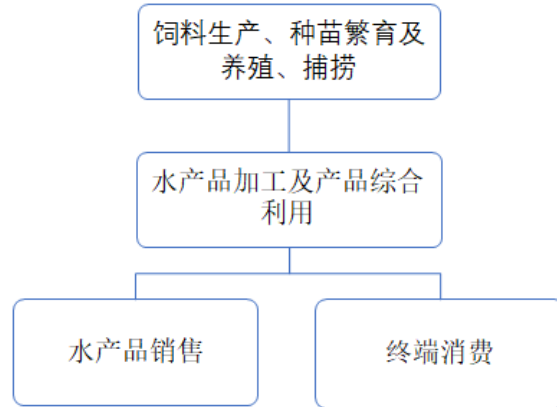 饲料生产、种苗繁育及
养殖、捕捞
水产品加工及产品综合
利用
水产品销售
终端消费